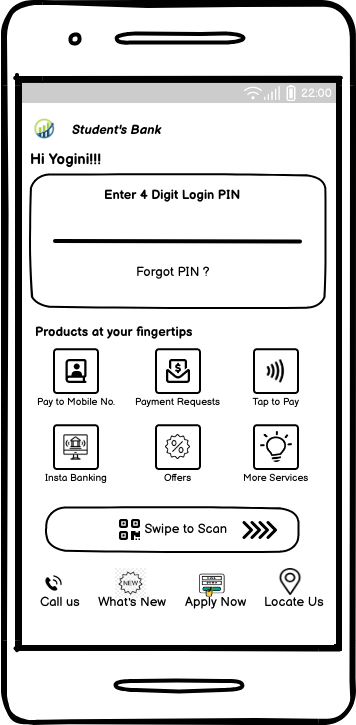 22:00
Student's Bank
Hi Yogini!!!
Enter 4 Digit Login PIN
Forgot PIN ?
Products at your fingertips
Pay to Mobile No. Payment Requests Tap to Pay
Insta Banking Offers More Services
Swipe to Scan
NEW
Call us What's New Apply Now Locate Us